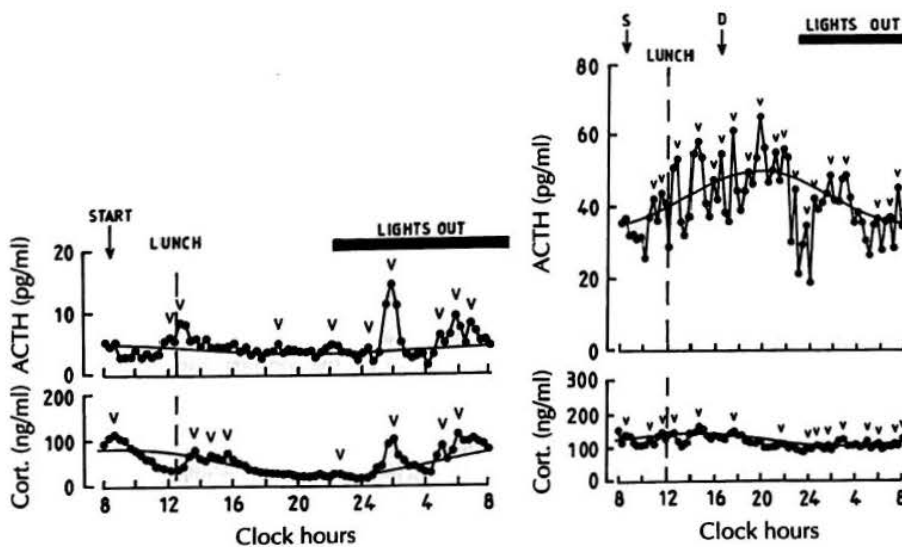 START
LUNCH
LIGHTS OUT
V V V V V V V V
20
10
0
ACTH (pg/ml)
V V V V V V V V
200
100
0
Cort. (ng/ml)
8 12 16 20 24 4 8
Clock hours
S D
LIGHTS OUT
LUNCH
80
60
40
20
0
ACTH (pg/ml)
300
200
100
0
Cort. (ng/ml)
8 12 16 20 24 4 8
Clock hours